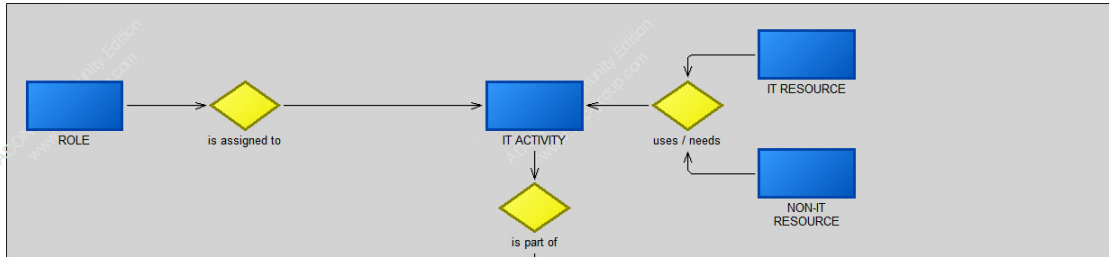 IT RESOURCE
ROLE
is assigned to
IT ACTIVITY
uses / needs
NON-IT
RESOURCE
is part of